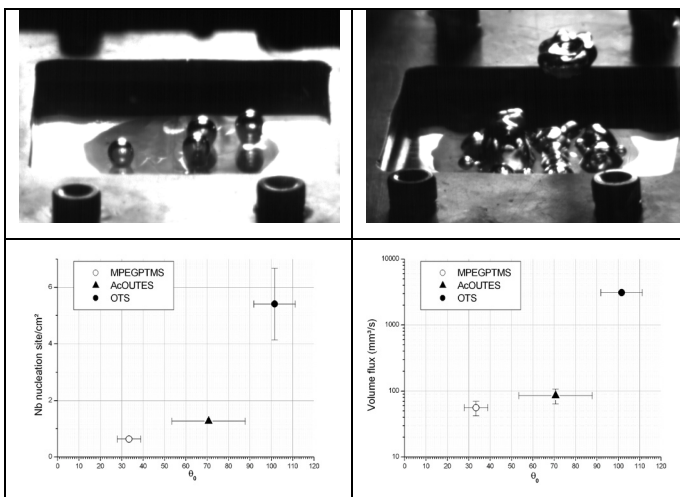 MPEGPTMS
AcOUTES
OTS
Nb nucleation site/cm²
6
4
2
0
0 10 20 30 40 50 60 70 80 90 100 110 120
θ₀
MPEGPTMS
AcOUTES
OTS
Volume flux (mm³/s)
10000
1000
100
10
0 10 20 30 40 50 60 70 80 90 100 110 120
θ₀